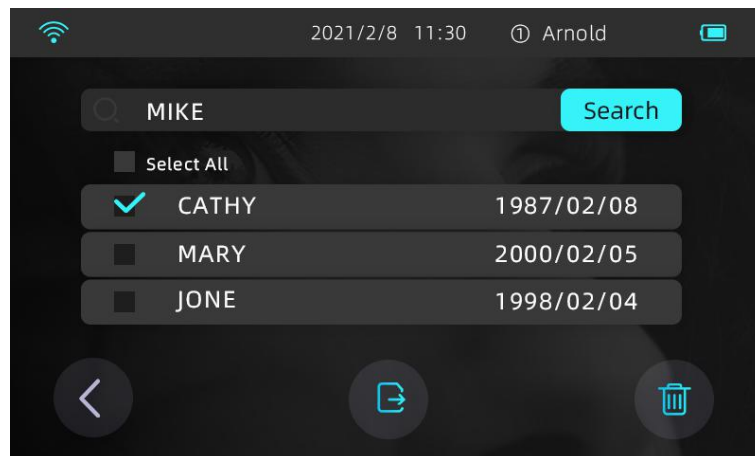 2021/2/8 11:30 ① Arnold
MIKE Search
Select All
CATHY 1987/02/08
MARY 2000/02/05
JONE 1998/02/04